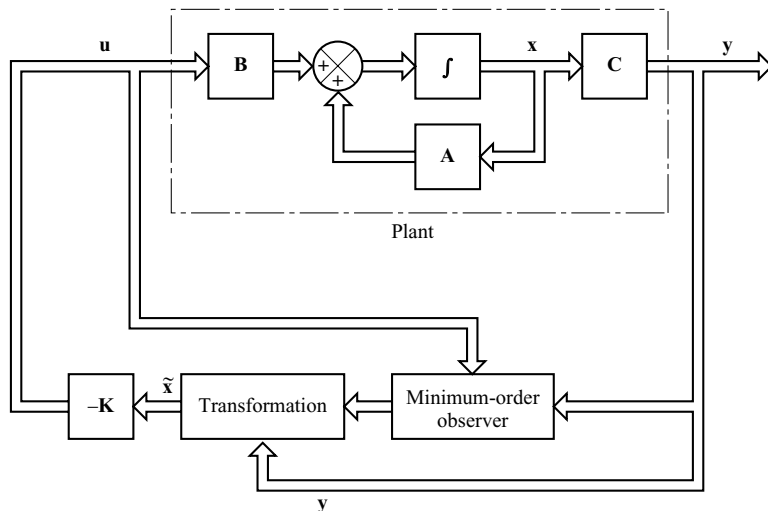 u
B
+
+
∫
x
C
y
A
Plant
–K
x̃
Transformation
Minimum-order
observer
y